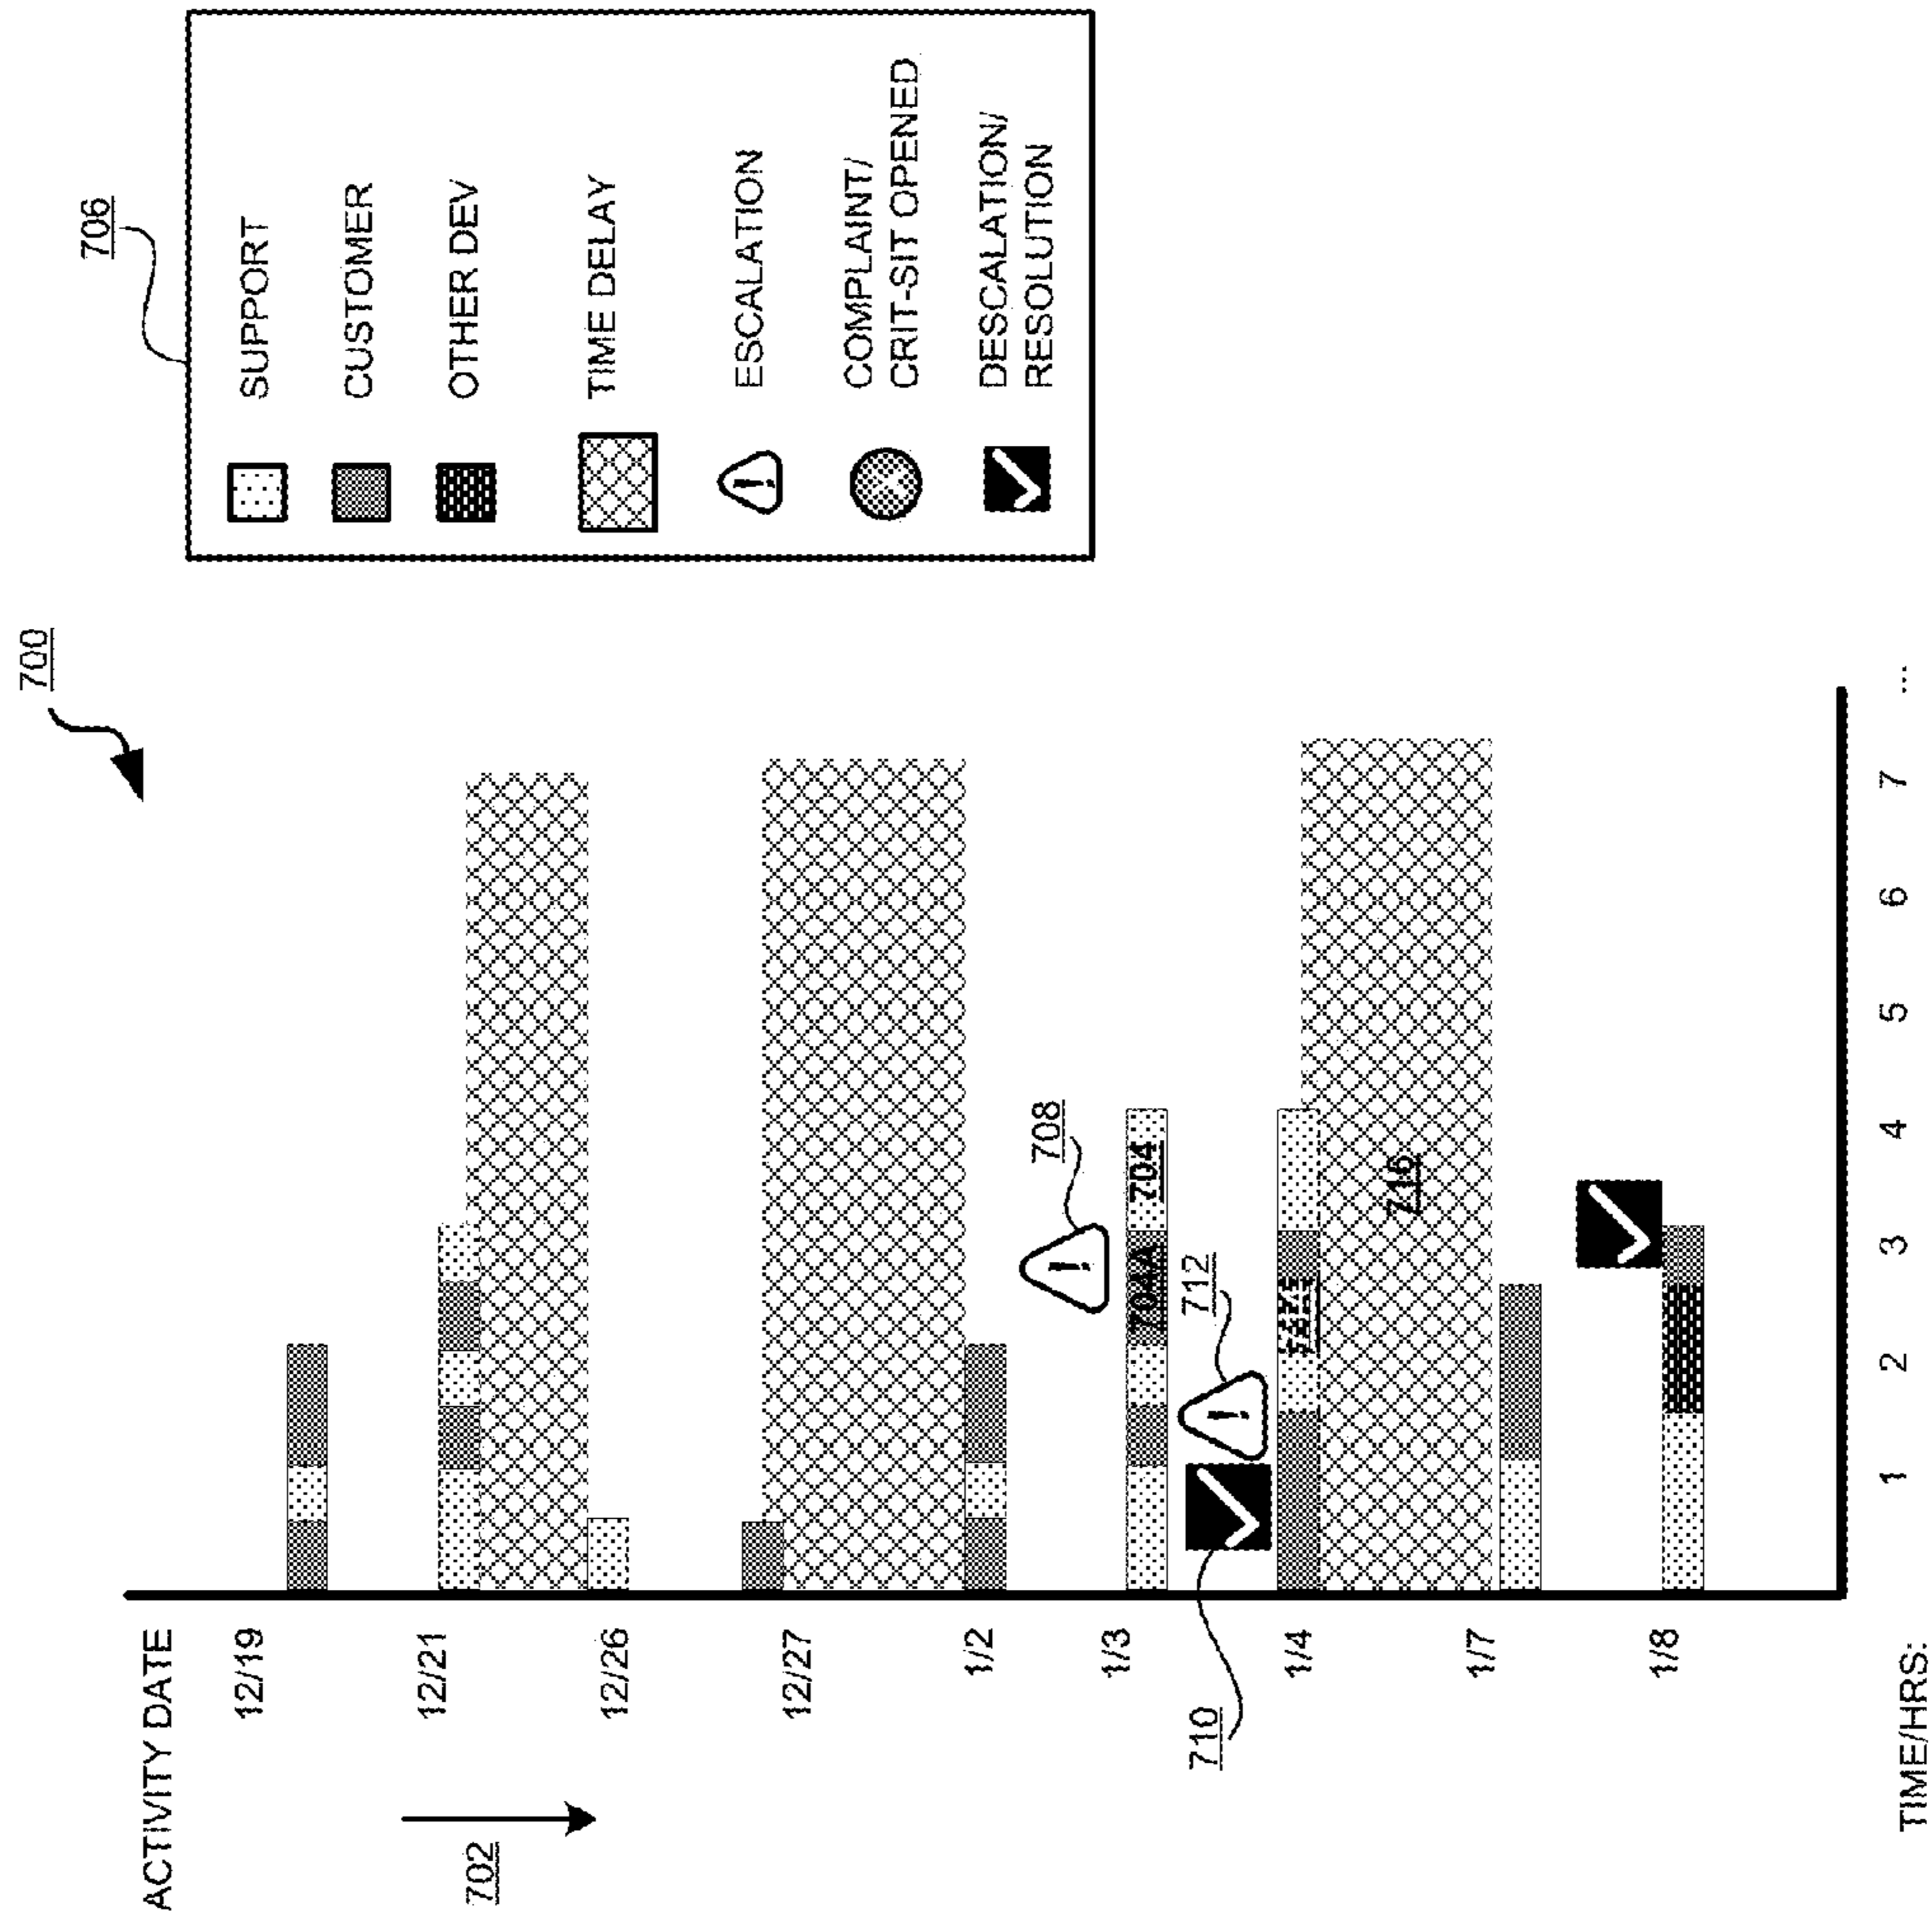 700
706
ACTIVITY DATE
12/19
12/21
12/26
12/27
1/2
1/3
1/4
1/7
1/8
702
708
704A
704
710
712
TIME/HRS: 1 2 3 4 5 6 7 ...
SUPPORT
CUSTOMER
OTHER DEV
TIME DELAY
ESCALATION
COMPLAINT/
CRIT-SIT OPENED
DESCALATION/
RESOLUTION